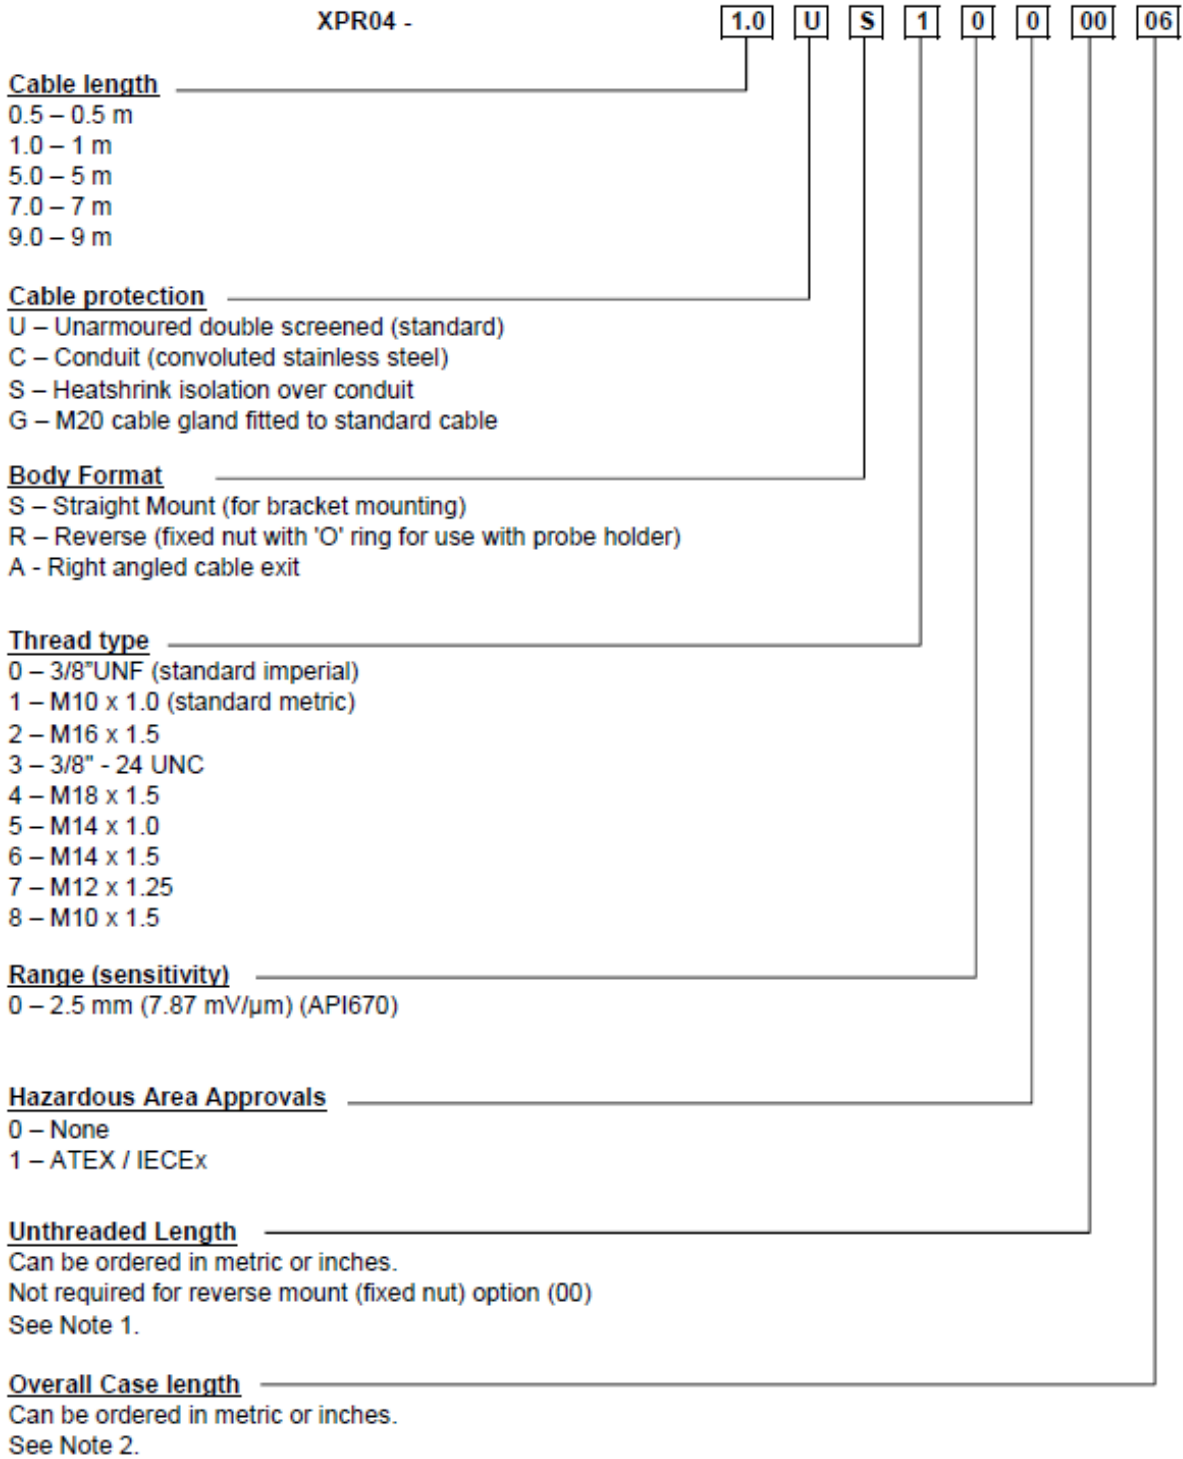 XPR04 - 1.0 U S 1 0 0 00 06
Cable length
0.5 – 0.5 m
1.0 – 1 m
5.0 – 5 m
7.0 – 7 m
9.0 – 9 m
Cable protection
U – Unarmoured double screened (standard)
C – Conduit (convoluted stainless steel)
S – Heatshrink isolation over conduit
G – M20 cable gland fitted to standard cable
Body Format
S – Straight Mount (for bracket mounting)
R – Reverse (fixed nut with 'O' ring for use with probe holder)
A - Right angled cable exit
Thread type
0 – 3/8”UNF (standard imperial)
1 – M10 x 1.0 (standard metric)
2 – M16 x 1.5
3 – 3/8" - 24 UNC
4 – M18 x 1.5
5 – M14 x 1.0
6 – M14 x 1.5
7 – M12 x 1.25
8 – M10 x 1.5
Range (sensitivity)
0 – 2.5 mm (7.87 mV/µm) (API670)
Hazardous Area Approvals
0 – None
1 – ATEX / IECEx
Unthreaded Length
Can be ordered in metric or inches.
Not required for reverse mount (fixed nut) option (00)
See Note 1.
Overall Case length
Can be ordered in metric or inches.
See Note 2.